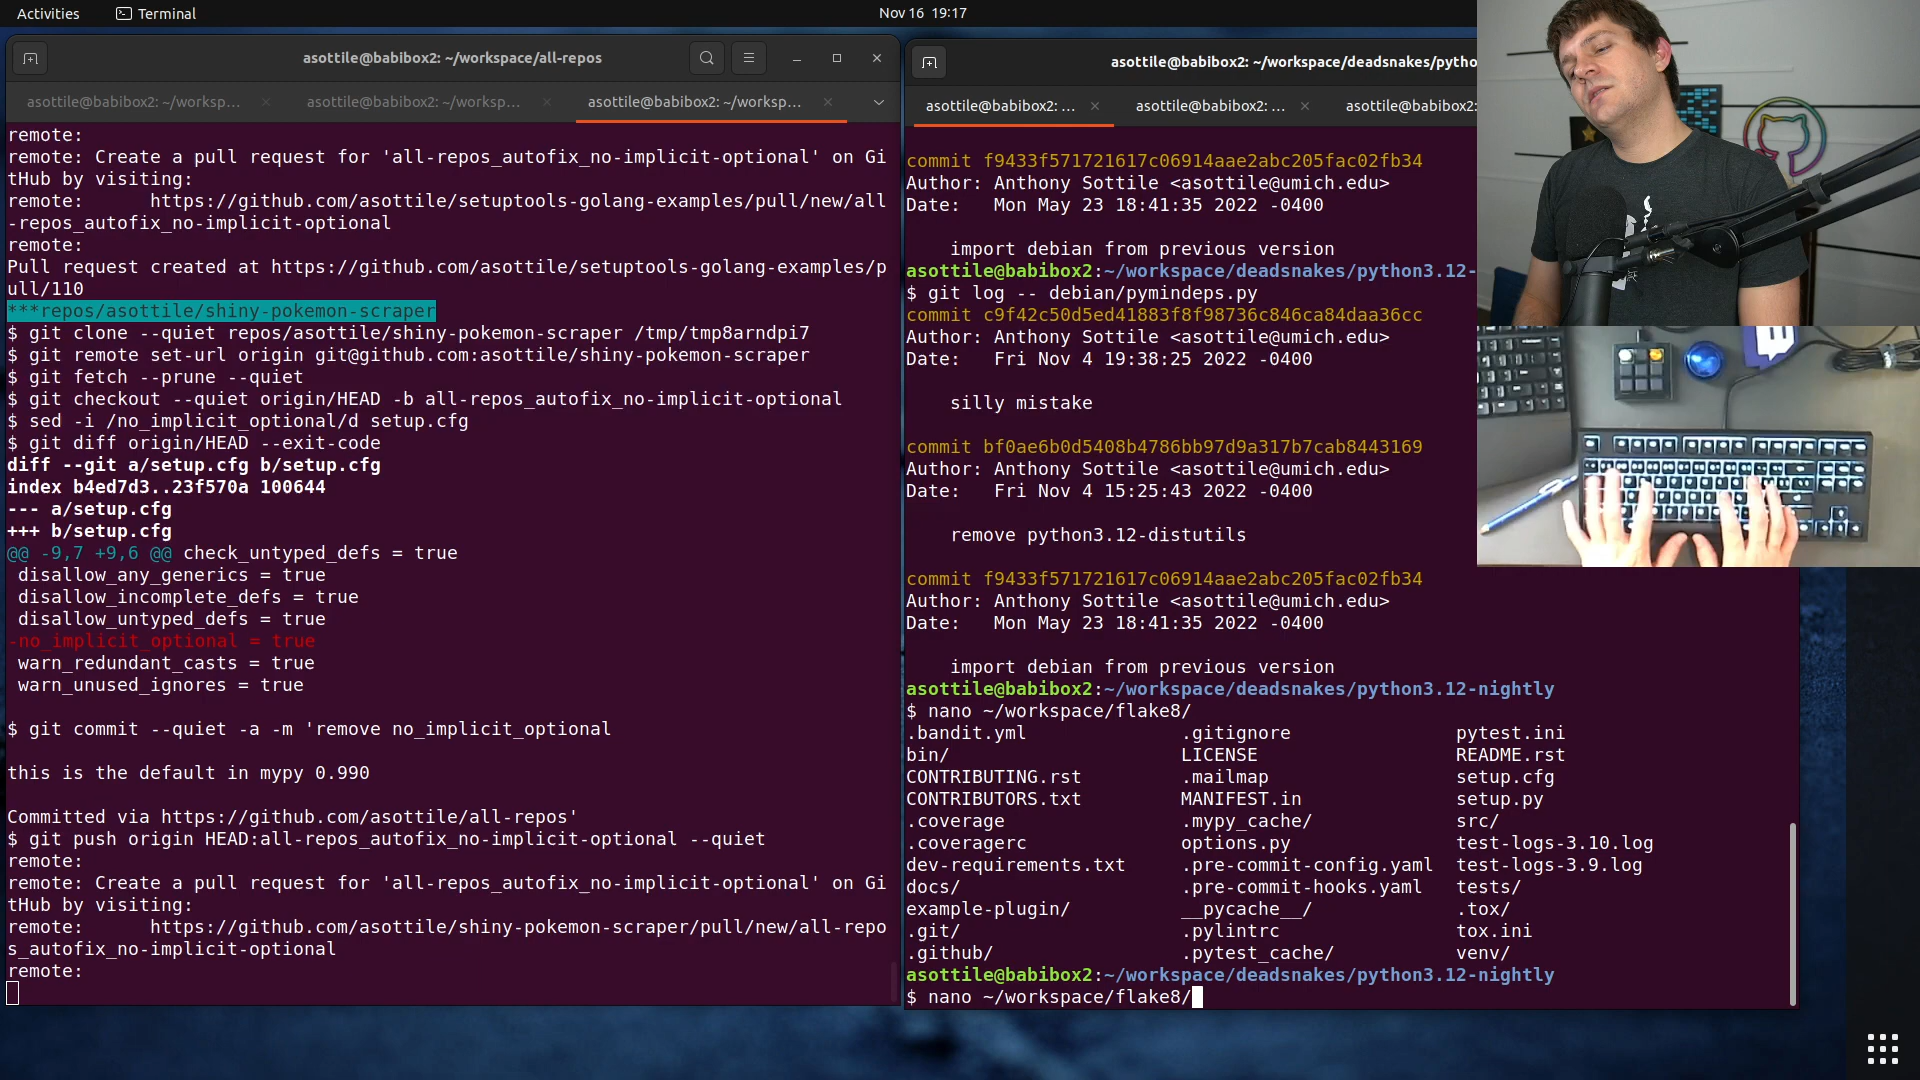 Activities
Terminal
Nov 16 19:17
asottile@babibox2: ~/workspace/all-repos
asottile@babibox2: ~/worksp...
asottile@babibox2: ~/worksp...
asottile@babibox2: ~/worksp...
remote:
remote: Create a pull request for 'all-repos_autofix_no-implicit-optional' on Gi
tHub by visiting:
remote:      https://github.com/asottile/setuptools-golang-examples/pull/new/all
-repos_autofix_no-implicit-optional
remote:
Pull request created at https://github.com/asottile/setuptools-golang-examples/p
ull/110
***repos/asottile/shiny-pokemon-scraper
$ git clone --quiet repos/asottile/shiny-pokemon-scraper /tmp/tmp8arndpi7
$ git remote set-url origin git@github.com:asottile/shiny-pokemon-scraper
$ git fetch --prune --quiet
$ git checkout --quiet origin/HEAD -b all-repos_autofix_no-implicit-optional
$ sed -i /no_implicit_optional/d setup.cfg
$ git diff origin/HEAD --exit-code
diff --git a/setup.cfg b/setup.cfg
index b4ed7d3..23f570a 100644
--- a/setup.cfg
+++ b/setup.cfg
@@ -9,7 +9,6 @@ check_untyped_defs = true
 disallow_any_generics = true
 disallow_incomplete_defs = true
 disallow_untyped_defs = true
-no_implicit_optional = true
 warn_redundant_casts = true
 warn_unused_ignores = true
$ git commit --quiet -a -m 'remove no_implicit_optional
this is the default in mypy 0.990
Committed via https://github.com/asottile/all-repos'
$ git push origin HEAD:all-repos_autofix_no-implicit-optional --quiet
remote:
remote: Create a pull request for 'all-repos_autofix_no-implicit-optional' on Gi
tHub by visiting:
remote:      https://github.com/asottile/shiny-pokemon-scraper/pull/new/all-repo
s_autofix_no-implicit-optional
remote:
asottile@babibox2: ~/workspace/deadsnakes/pytho
asottile@babibox2: ...
asottile@babibox2: ...
asottile@babibox2:
commit f9433f571721617c06914aae2abc205fac02fb34
Author: Anthony Sottile <asottile@umich.edu>
Date:   Mon May 23 18:41:35 2022 -0400
    import debian from previous version
asottile@babibox2:~/workspace/deadsnakes/python3.12-
$ git log -- debian/pymindeps.py
commit c9f42c50d5ed41883f8f98736c846ca84daa36cc
Author: Anthony Sottile <asottile@umich.edu>
Date:   Fri Nov 4 19:38:25 2022 -0400
    silly mistake
commit bf0ae6b0d5408b4786bb97d9a317b7cab8443169
Author: Anthony Sottile <asottile@umich.edu>
Date:   Fri Nov 4 15:25:43 2022 -0400
    remove python3.12-distutils
commit f9433f571721617c06914aae2abc205fac02fb34
Author: Anthony Sottile <asottile@umich.edu>
Date:   Mon May 23 18:41:35 2022 -0400
    import debian from previous version
asottile@babibox2:~/workspace/deadsnakes/python3.12-nightly
$ nano ~/workspace/flake8/
.bandit.yml              .gitignore               pytest.ini
bin/                     LICENSE                  README.rst
CONTRIBUTING.rst         .mailmap                 setup.cfg
CONTRIBUTORS.txt         MANIFEST.in              setup.py
.coverage                .mypy_cache/             src/
.coveragerc              options.py               test-logs-3.10.log
dev-requirements.txt     .pre-commit-config.yaml  test-logs-3.9.log
docs/                    .pre-commit-hooks.yaml   tests/
example-plugin/          __pycache__/             .tox/
.git/                    .pylintrc                tox.ini
.github/                 .pytest_cache/           venv/
asottile@babibox2:~/workspace/deadsnakes/python3.12-nightly
$ nano ~/workspace/flake8/